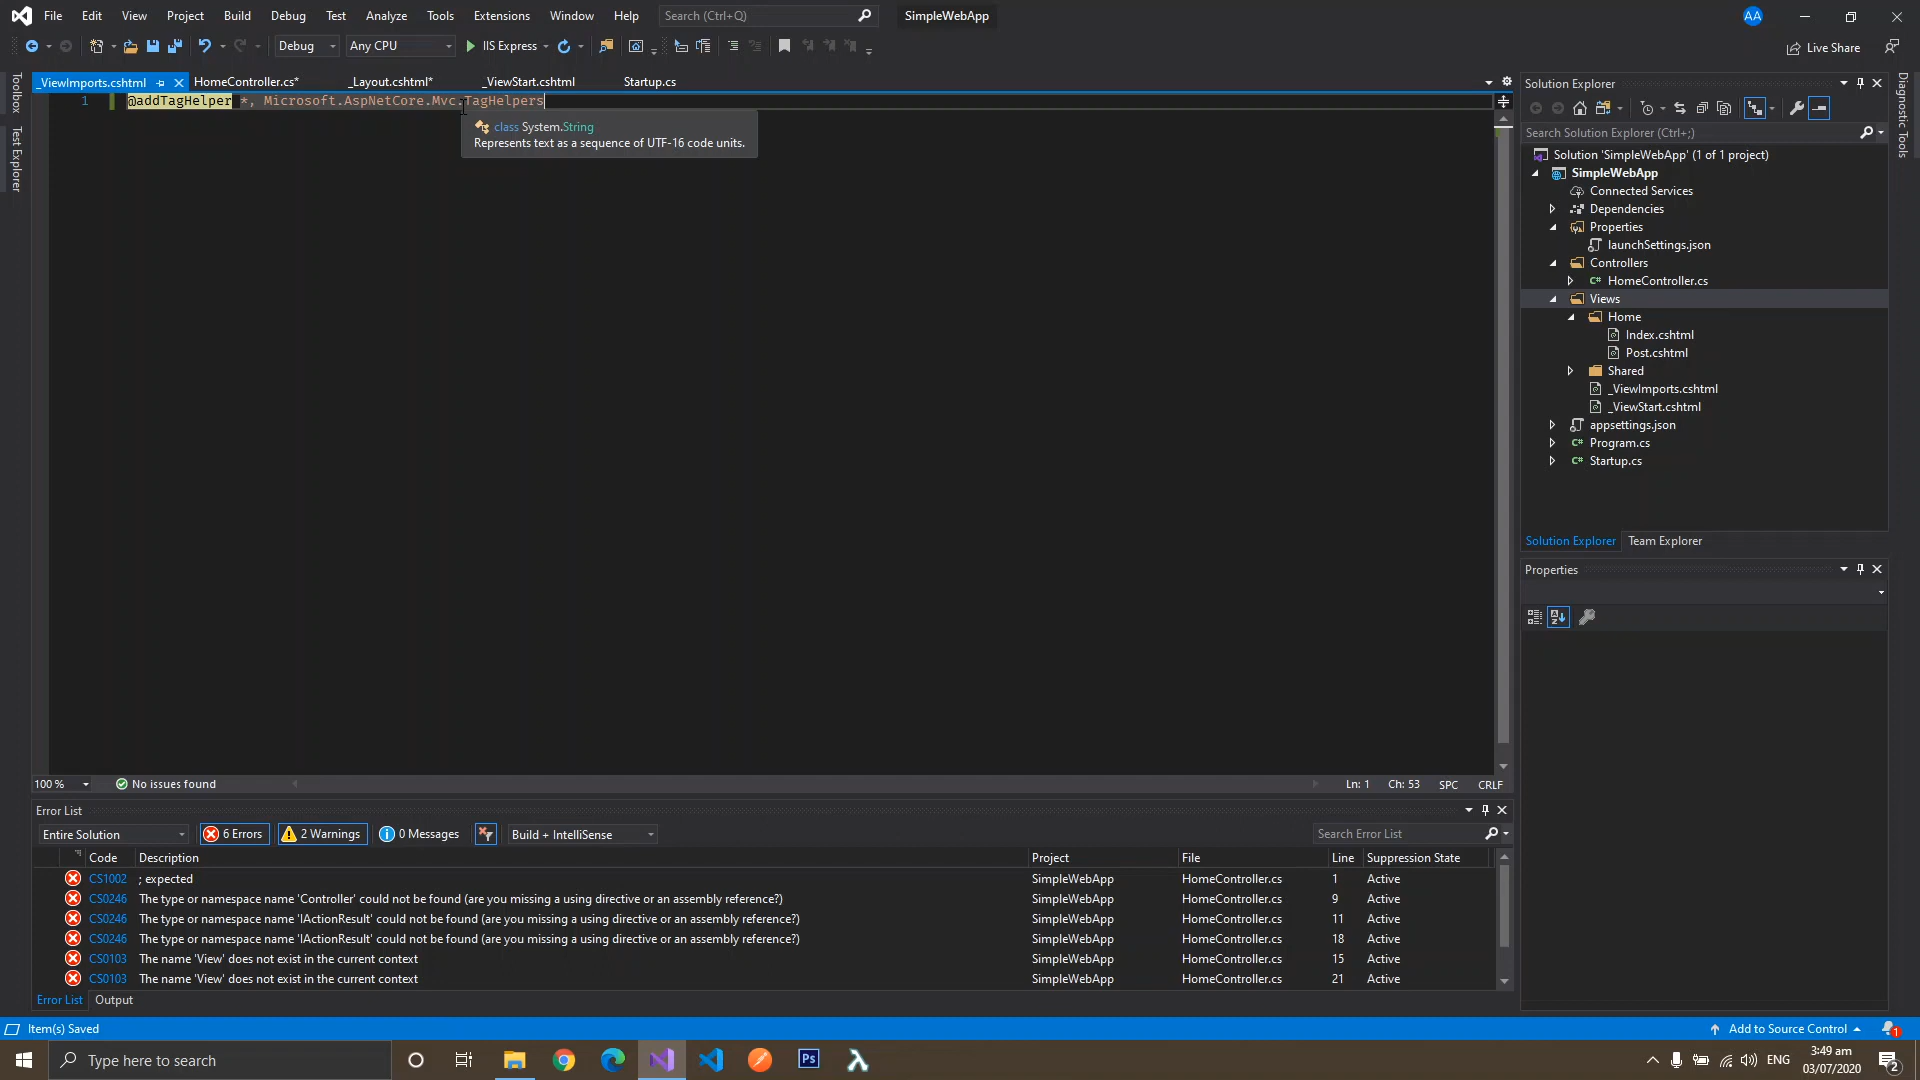 File Edit View Project Build Debug Test Analyze Tools Extensions Window Help Search (Ctrl+Q) SimpleWebApp AA
Debug Any CPU IIS Express Live Share
_ViewImports.cshtml HomeController.cs* _Layout.cshtml* _ViewStart.cshtml Startup.cs
1 @addTagHelper *, Microsoft.AspNetCore.Mvc.TagHelpers
class System.String
Represents text as a sequence of UTF-16 code units.
Toolbox
Test Explorer
Diagnostic Tools
Solution Explorer
Search Solution Explorer (Ctrl+;)
Solution 'SimpleWebApp' (1 of 1 project)
SimpleWebApp
Connected Services
Dependencies
Properties
launchSettings.json
Controllers
C# HomeController.cs
Views
Home
Index.cshtml
Post.cshtml
Shared
_ViewImports.cshtml
_ViewStart.cshtml
appsettings.json
C# Program.cs
C# Startup.cs
Solution Explorer Team Explorer
Properties
100 % No issues found Ln: 1 Ch: 53 SPC CRLF
Error List
Entire Solution 6 Errors 2 Warnings 0 Messages Build + IntelliSense Search Error List
Code Description Project File Line Suppression State
CS1002 ; expected SimpleWebApp HomeController.cs 1 Active
CS0246 The type or namespace name 'Controller' could not be found (are you missing a using directive or an assembly reference?) SimpleWebApp HomeController.cs 9 Active
CS0246 The type or namespace name 'IActionResult' could not be found (are you missing a using directive or an assembly reference?) SimpleWebApp HomeController.cs 11 Active
CS0246 The type or namespace name 'IActionResult' could not be found (are you missing a using directive or an assembly reference?) SimpleWebApp HomeController.cs 18 Active
CS0103 The name 'View' does not exist in the current context SimpleWebApp HomeController.cs 15 Active
CS0103 The name 'View' does not exist in the current context SimpleWebApp HomeController.cs 21 Active
Error List Output
Item(s) Saved Add to Source Control 1
Type here to search Ps ENG 3:49 am
03/07/2020 2